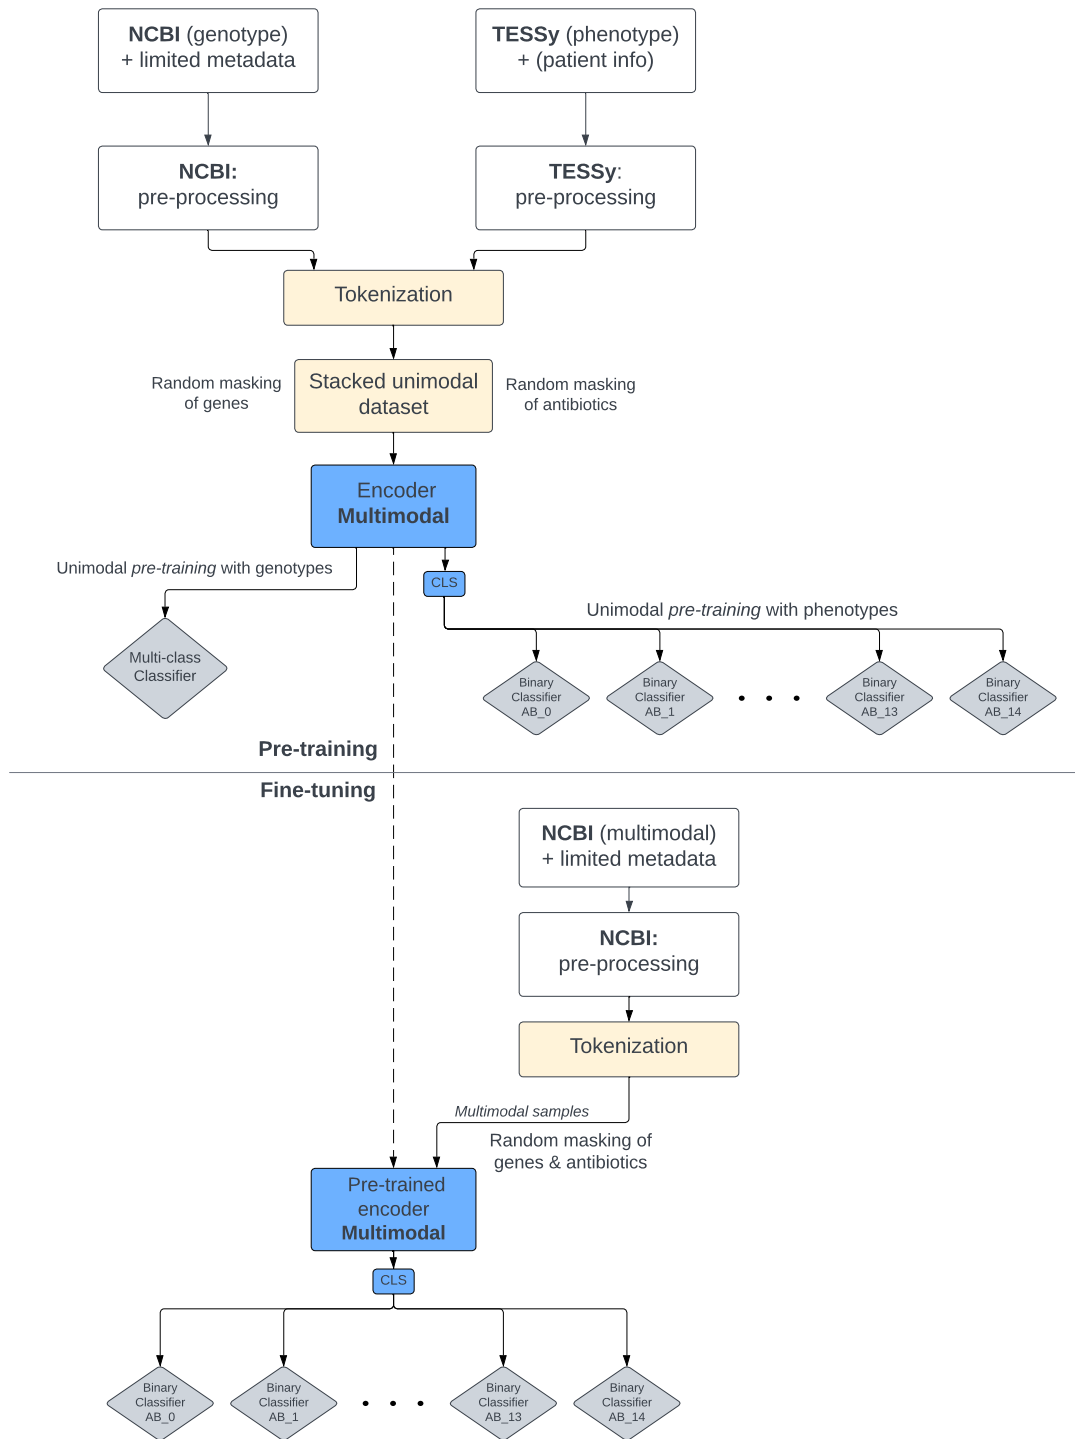 NCBI (genotype)
+ limited metadata
TESSy (phenotype)
+ (patient info)
NCBI:
pre-processing
TESSy:
pre-processing
Tokenization
Random masking
of genes
Stacked unimodal
dataset
Random masking
of antibiotics
Encoder
Multimodal
Unimodal pre-training with genotypes
CLS
Unimodal pre-training with phenotypes
Multi-class
Classifier
Binary
Classifier
AB_0
Binary
Classifier
AB_1
• • •
Binary
Classifier
AB_13
Binary
Classifier
AB_14
Pre-training
Fine-tuning
NCBI (multimodal)
+ limited metadata
NCBI:
pre-processing
Tokenization
Multimodal samples
Random masking of
genes & antibiotics
Pre-trained
encoder
Multimodal
CLS
Binary
Classifier
AB_0
Binary
Classifier
AB_1
• • •
Binary
Classifier
AB_13
Binary
Classifier
AB_14